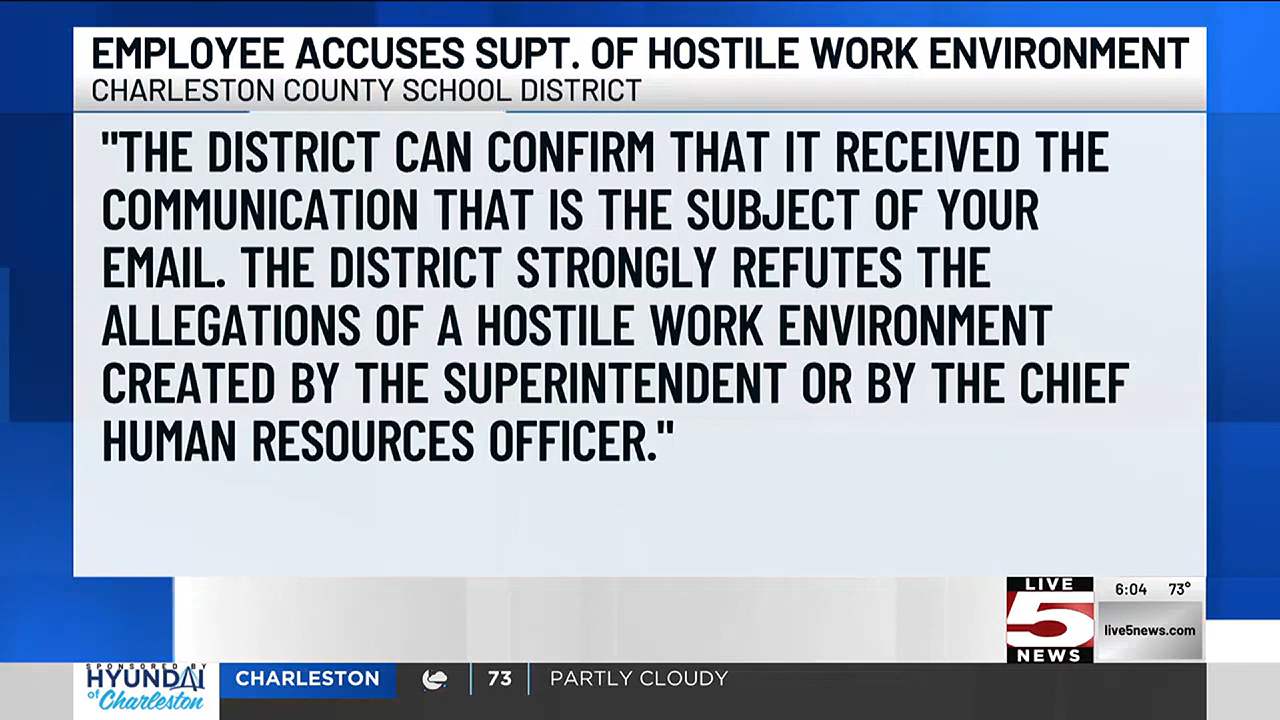 EMPLOYEE ACCUSES SUPT. OF HOSTILE WORK ENVIRONMENT
CHARLESTON COUNTY SCHOOL DISTRICT
"THE DISTRICT CAN CONFIRM THAT IT RECEIVED THE
COMMUNICATION THAT IS THE SUBJECT OF YOUR
EMAIL. THE DISTRICT STRONGLY REFUTES THE
ALLEGATIONS OF A HOSTILE WORK ENVIRONMENT
CREATED BY THE SUPERINTENDENT OR BY THE CHIEF
HUMAN RESOURCES OFFICER."
LIVE
5
NEWS
6:04 73°
live5news.com
SPONSORED BY
HYUNDAI
of Charleston
CHARLESTON 73 PARTLY CLOUDY